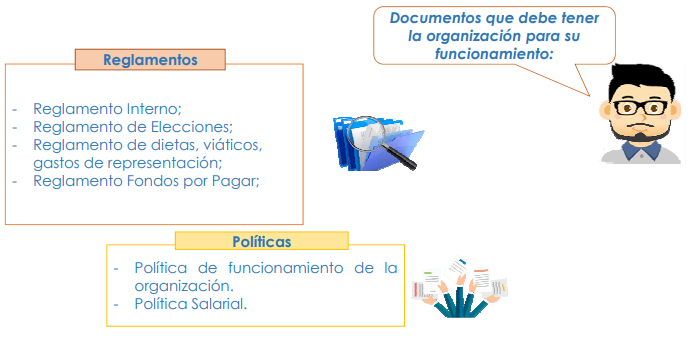 Documentos que debe tener
la organización para su
funcionamiento:
Reglamentos
- Reglamento Interno;
- Reglamento de Elecciones;
- Reglamento de dietas, viáticos,
gastos de representación;
- Reglamento Fondos por Pagar;
Políticas
- Política de funcionamiento de la
organización.
- Política Salarial.